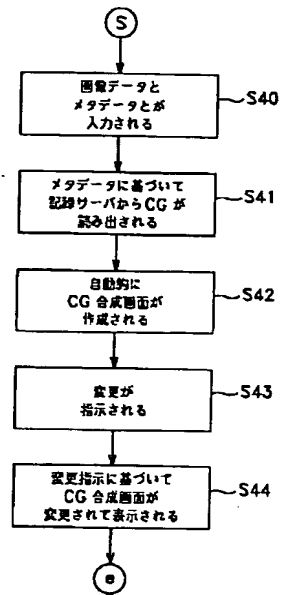 S
画像データと
メタデータとが
入力される
S40
メタデータに基づいて
記録サーバからCGが
読み出される
S41
自動的に
CG合成画面が
作成される
S42
変更が
指示される
S43
変更指示に基づいて
CG合成画面が
変更されて表示される
S44
e